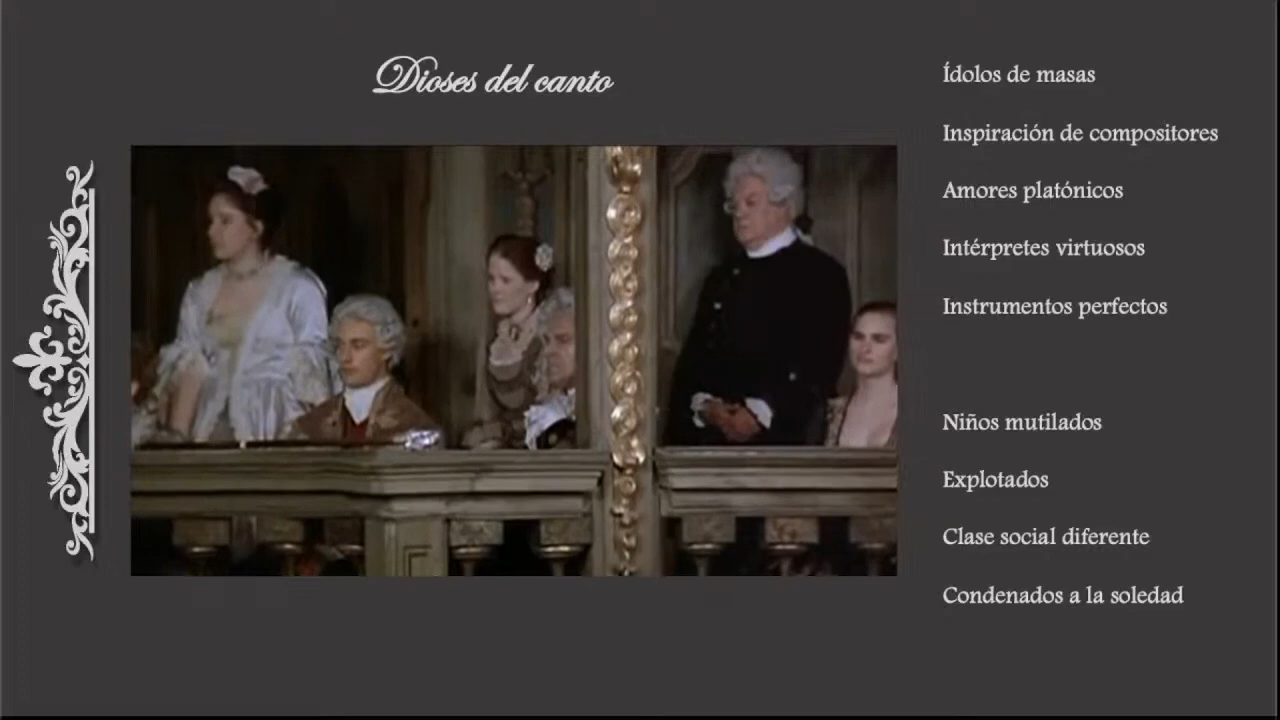 Dioses del canto
Ídolos de masas
Inspiración de compositores
Amores platónicos
Intérpretes virtuosos
Instrumentos perfectos
Niños mutilados
Explotados
Clase social diferente
Condenados a la soledad